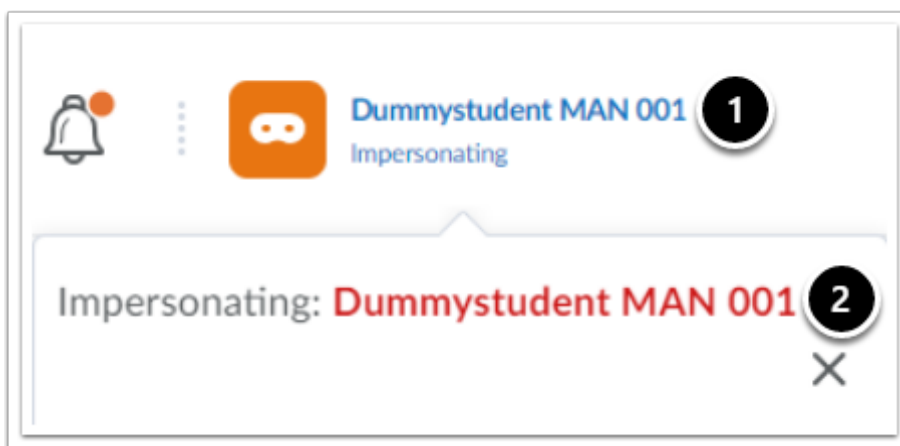 Dummystudent MAN 001 1
Impersonating
Impersonating: Dummystudent MAN 001 2